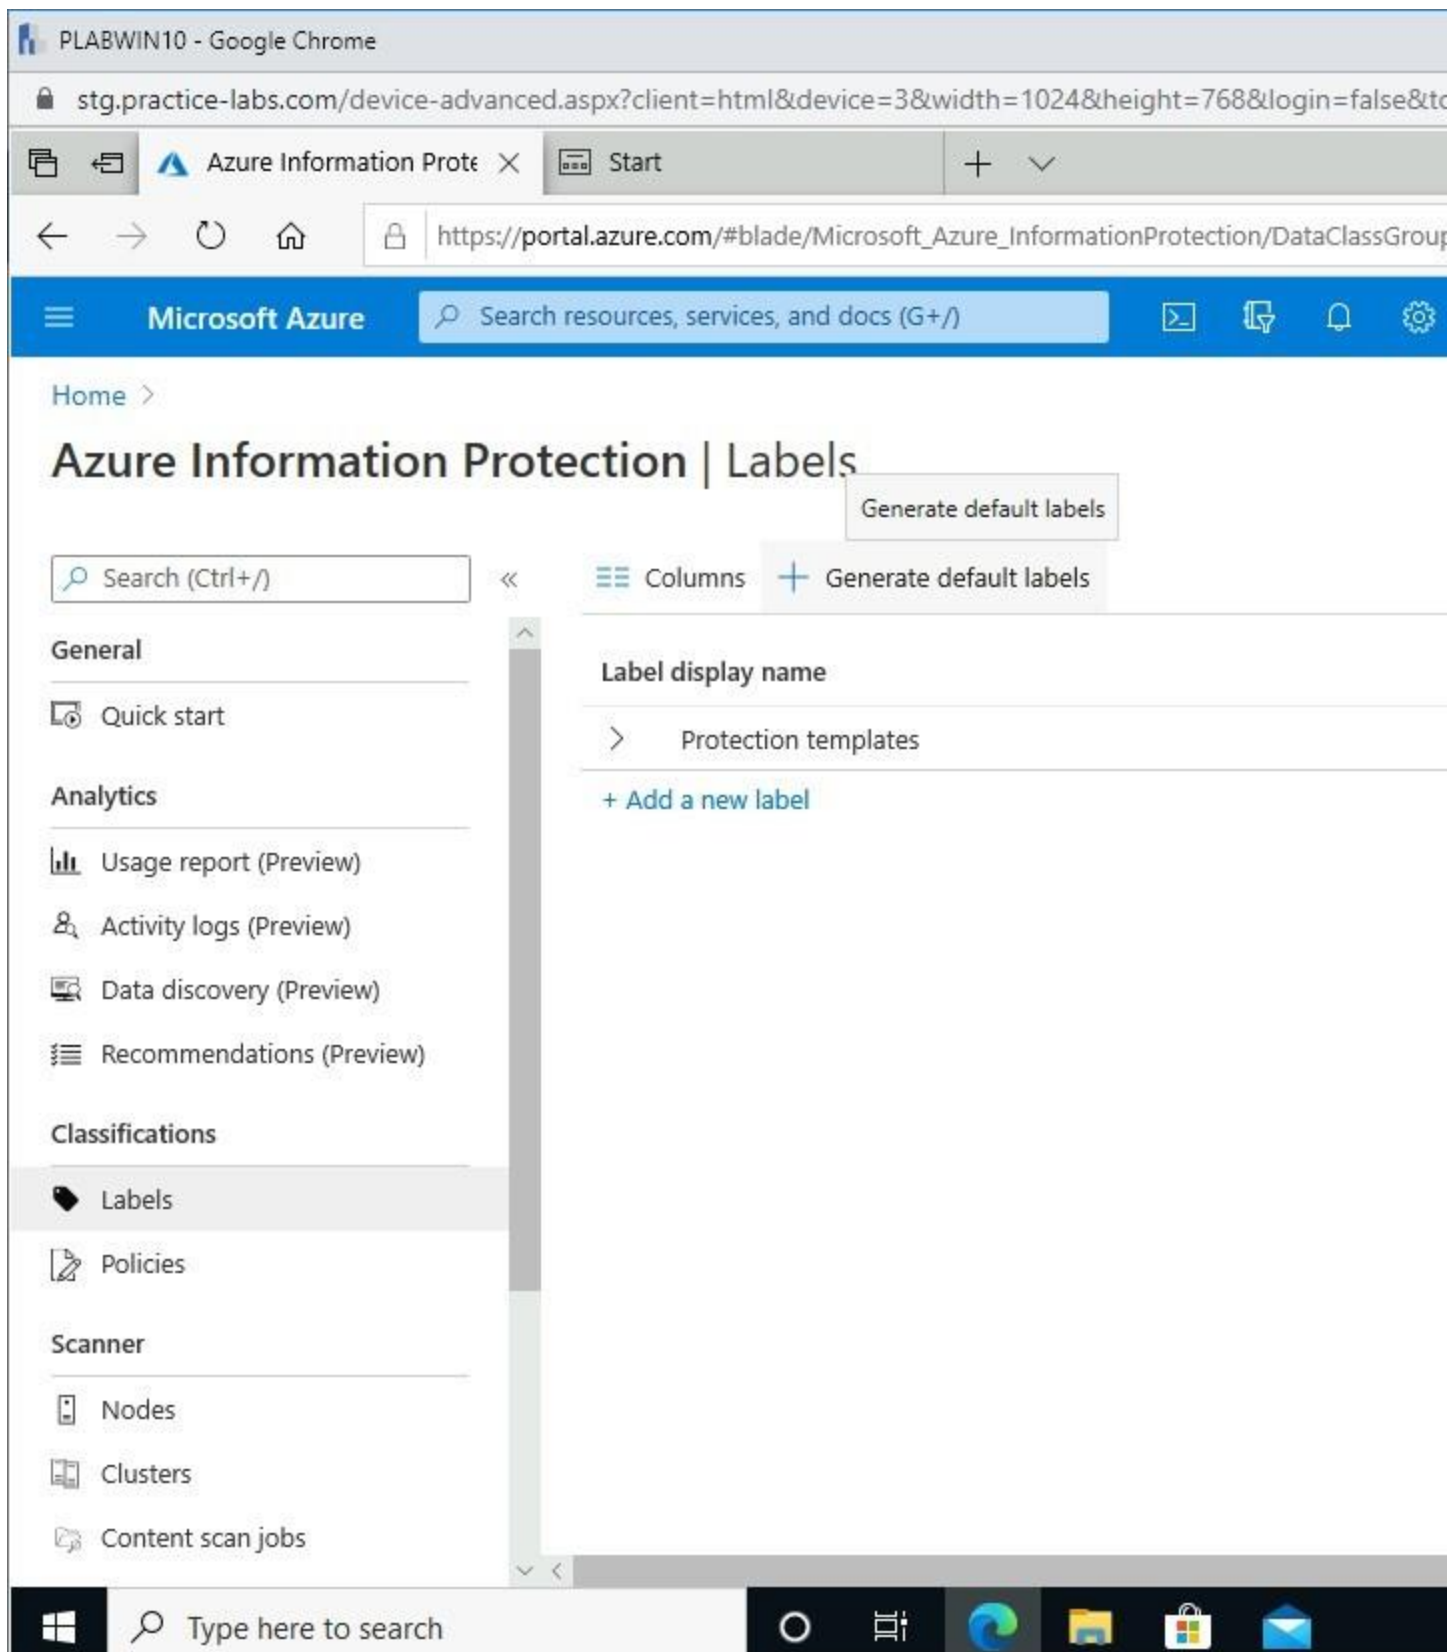 PLABWIN10 - Google Chrome
stg.practice-labs.com/device-advanced.aspx?client=html&device=3&width=1024&height=768&login=false&tc
Azure Information Prote
Start
https://portal.azure.com/#blade/Microsoft_Azure_InformationProtection/DataClassGroup
Microsoft Azure
Search resources, services, and docs (G+/)
Home >
Azure Information Protection | Labels
Generate default labels
Search (Ctrl+/)
«
Columns
+ Generate default labels
General
Label display name
Quick start
> Protection templates
Analytics
+ Add a new label
Usage report (Preview)
Activity logs (Preview)
Data discovery (Preview)
Recommendations (Preview)
Classifications
Labels
Policies
Scanner
Nodes
Clusters
Content scan jobs
Type here to search